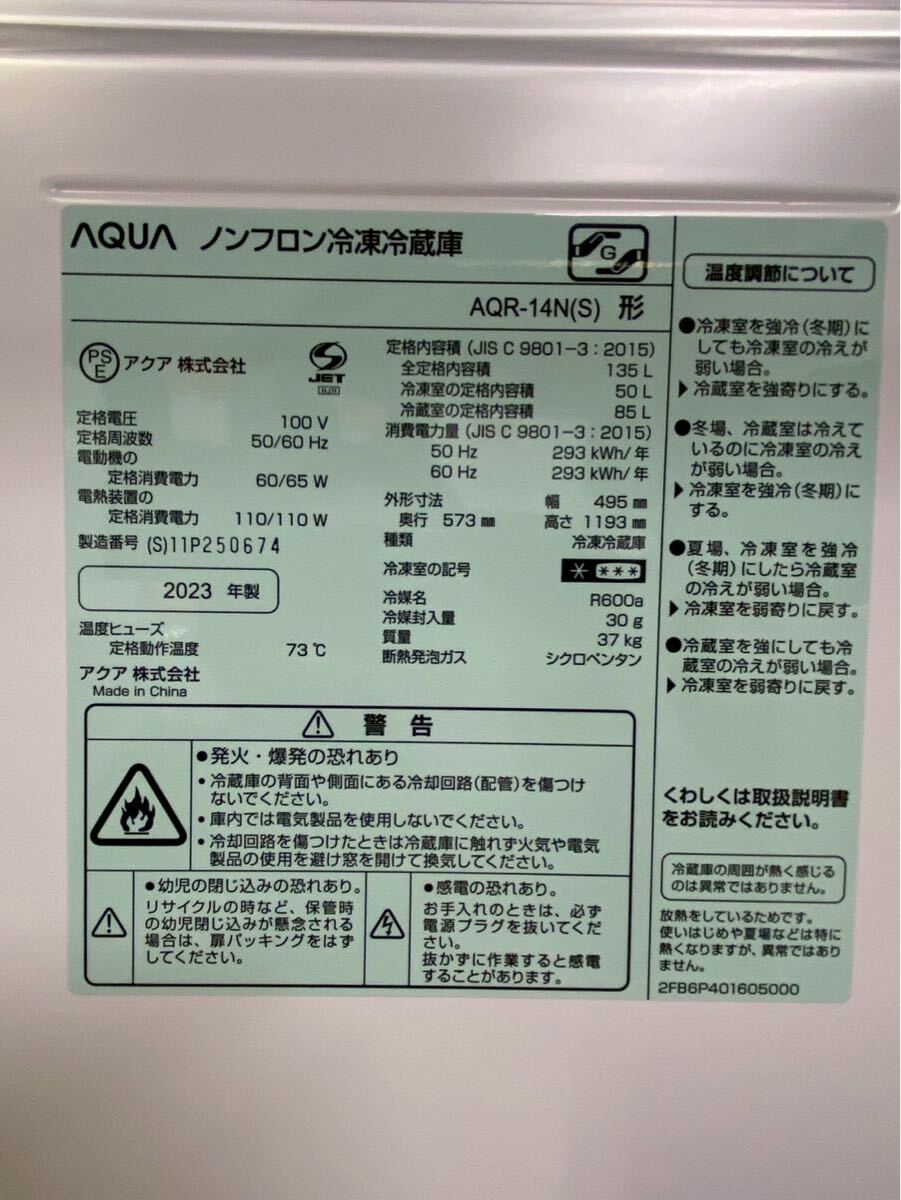 AQUA ノンフロン冷凍冷蔵庫
G
AQR-14N(S) 形
PS
E
アクア 株式会社
JET
定格電圧 100 V
定格周波数 50/60 Hz
電動機の
定格消費電力 60/65 W
電熱装置の
定格消費電力 110/110 W
製造番号 (S)11P250674
2023 年製
温度ヒューズ
定格動作温度 73 ℃
アクア 株式会社
Made in China
定格内容積 (JIS C 9801-3 : 2015)
全定格内容積 135 L
冷凍室の定格内容積 50 L
冷蔵室の定格内容積 85 L
消費電力量 (JIS C 9801-3 : 2015)
50 Hz 293 kWh/年
60 Hz 293 kWh/年
外形寸法 幅 495 ㎜
奥行 573 ㎜ 高さ 1193 ㎜
種類 冷凍冷蔵庫
冷凍室の記号 * ***
冷媒名 R600a
冷媒封入量 30 g
質量 37 kg
断熱発泡ガス シクロペンタン
警 告
●発火・爆発の恐れあり
・冷蔵庫の背面や側面にある冷却回路(配管)を傷つけ
ないでください。
・庫内では電気製品を使用しないでください。
・冷却回路を傷つけたときは冷蔵庫に触れず火気や電気
製品の使用を避け窓を開けて換気してください。
●幼児の閉じ込みの恐れあり。
リサイクルの時など、保管時
の幼児閉じ込みが懸念される
場合は、扉パッキングをはず
してください。
●感電の恐れあり。
お手入れのときは、必ず
電源プラグを抜いてくだ
さい。
抜かずに作業すると感電
することがあります。
温度調節について
●冷凍室を強冷(冬期)に
しても冷凍室の冷えが
弱い場合。
▶冷蔵室を強寄りにする。
●冬場、冷蔵室は冷えて
いるのに冷凍室の冷え
が弱い場合。
▶冷凍室を強冷(冬期)に
する。
●夏場、冷凍室を強冷
(冬期)にしたら冷蔵室
の冷えが弱い場合。
▶冷凍室を弱寄りに戻す。
●冷蔵室を強にしても冷
蔵室の冷えが弱い場合。
▶冷凍室を弱寄りに戻す。
くわしくは取扱説明書
をお読みください。
冷蔵庫の周囲が熱く感じる
のは異常ではありません。
放熱をしているためです。
使いはじめや夏場などは特に
熱くなりますが、異常ではあり
ません。
2FB6P401605000